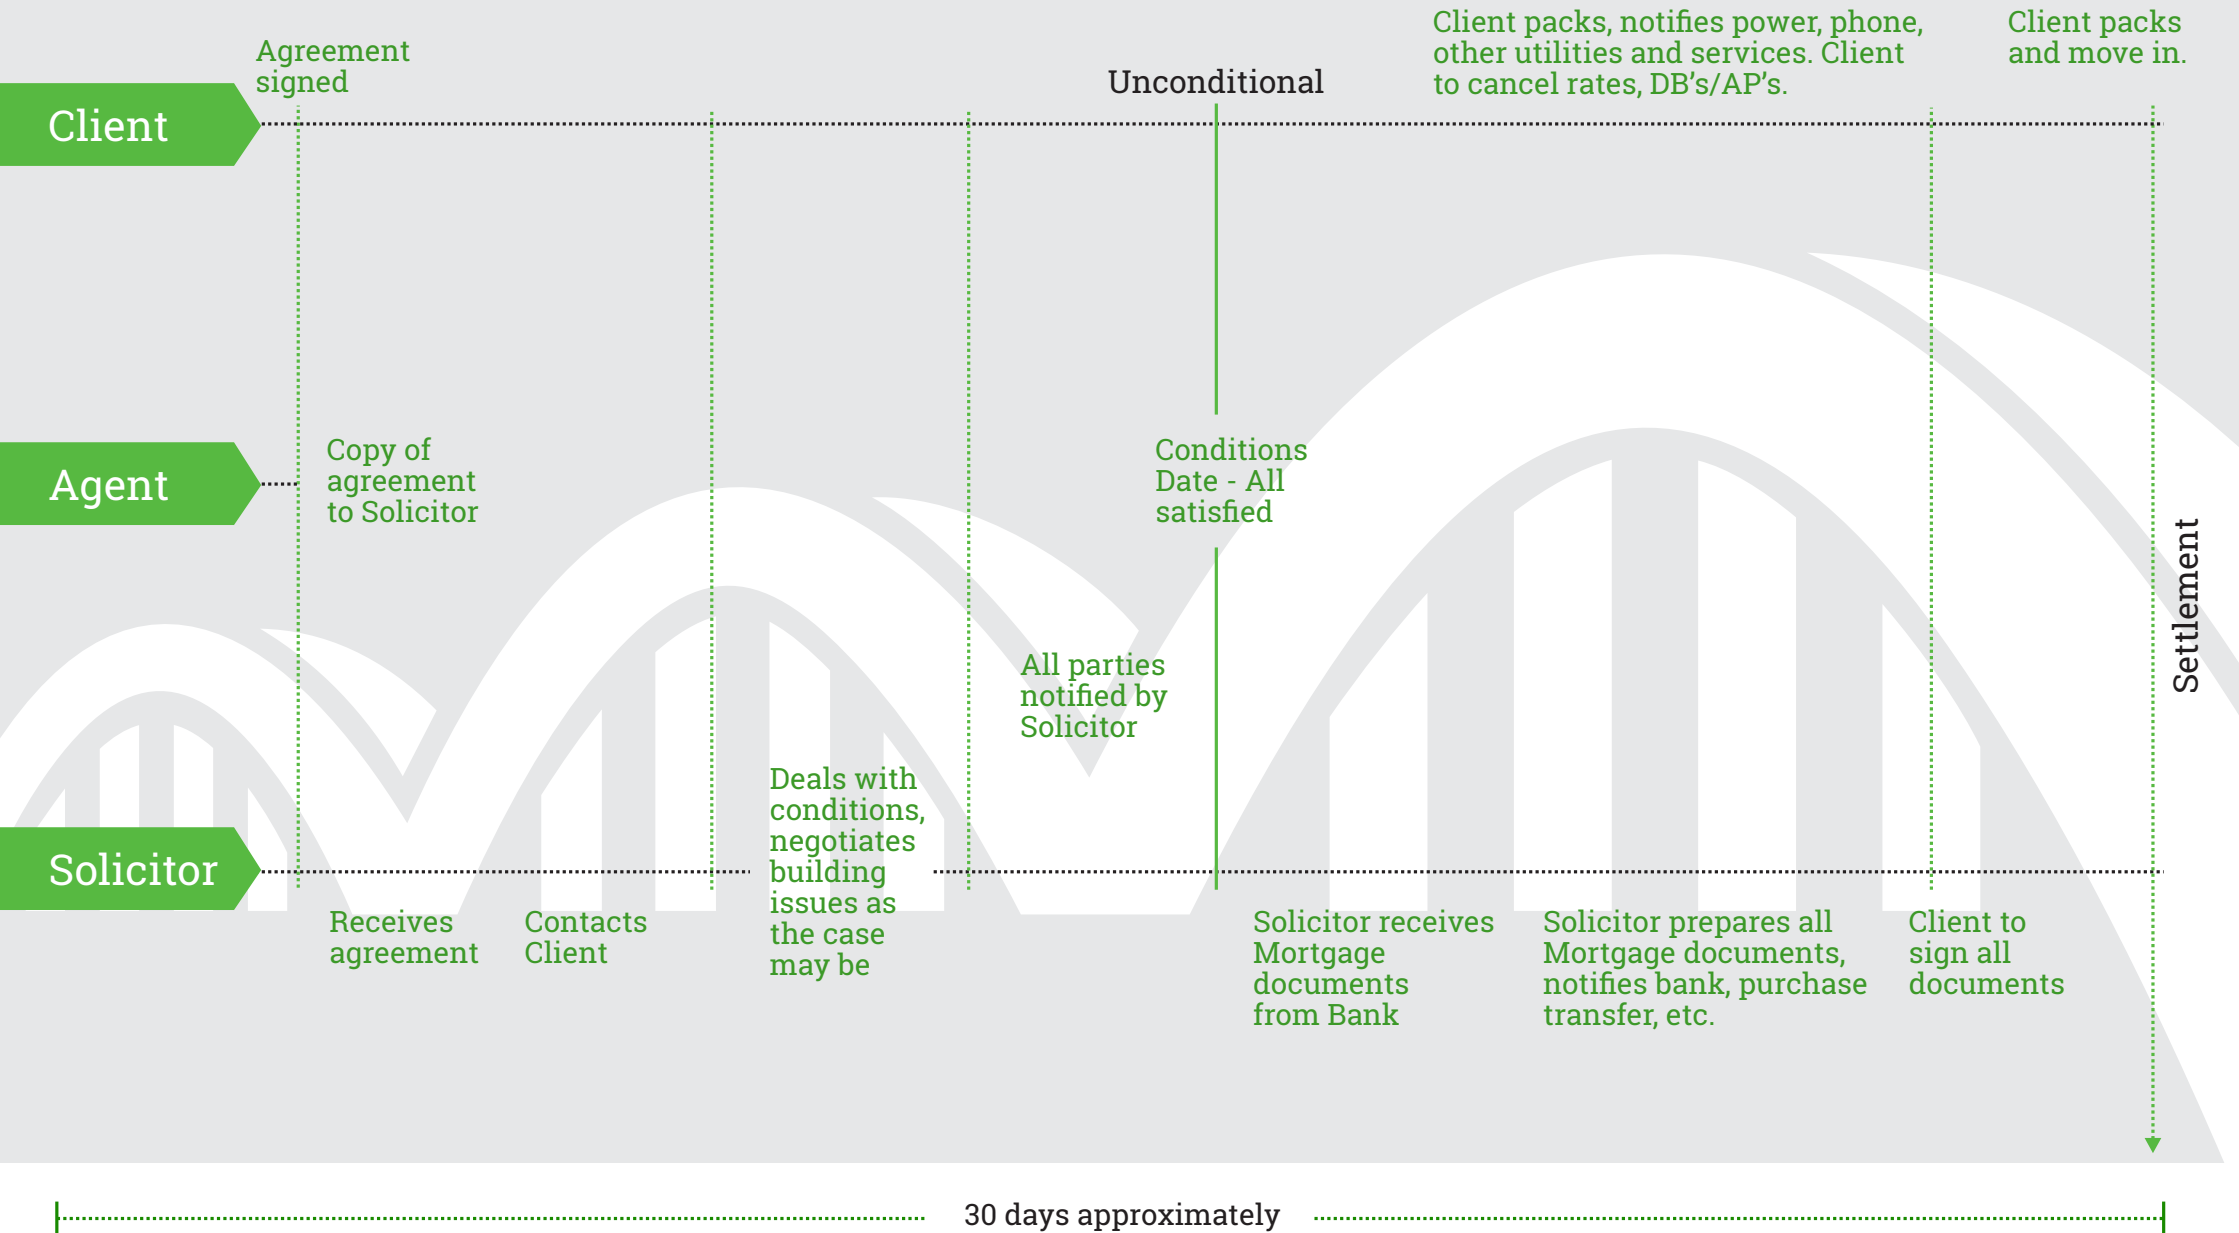 Agreement
signed
Unconditional
Client packs, notifies power, phone,
other utilities and services. Client
to cancel rates, DB's/AP's.
Client packs
and move in.
Client
Agent
Copy of
agreement
to Solicitor
Conditions
Date - All
satisfied
Settlement
All parties
notified by
Solicitor
Solicitor
Receives
agreement
Contacts
Client
Deals with
conditions,
negotiates
building
issues as
the case
may be
Solicitor receives
Mortgage
documents
from Bank
Solicitor prepares all
Mortgage documents,
notifies bank, purchase
transfer, etc.
Client to
sign all
documents
30 days approximately